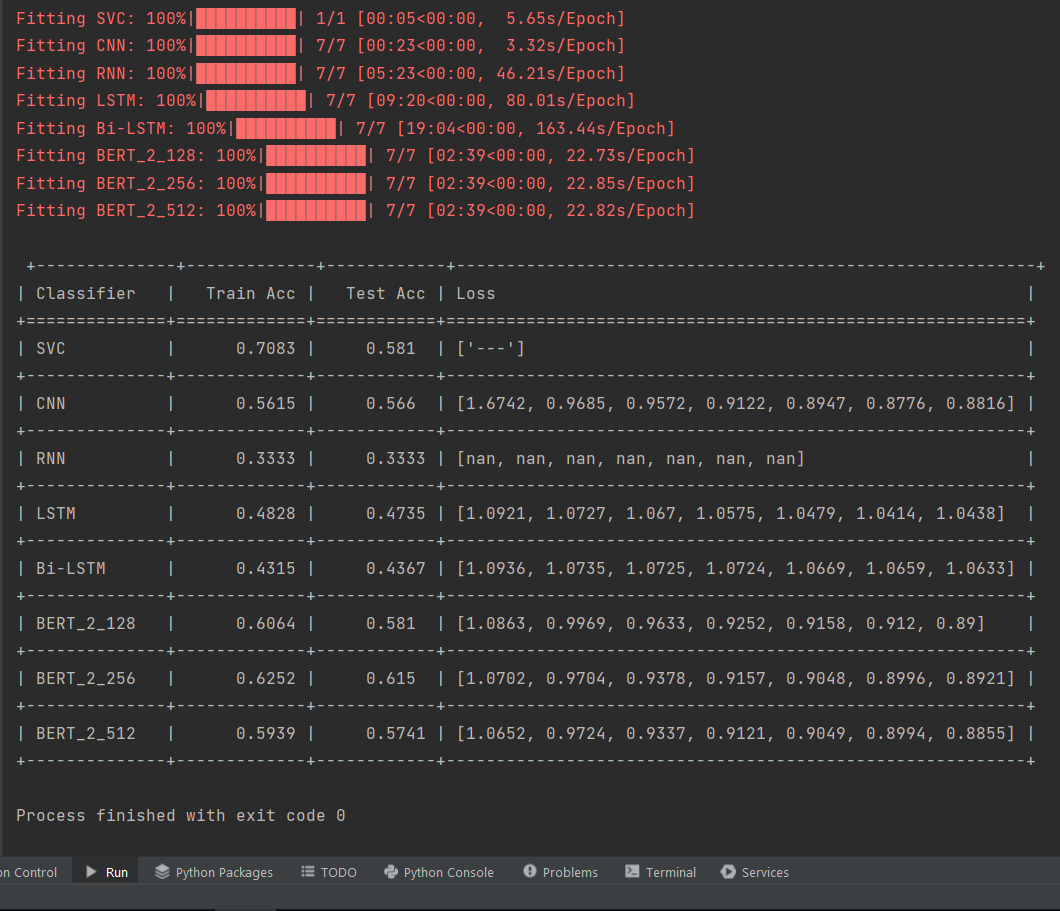 Fitting SVC: 100%|██████████| 1/1 [00:05<00:00,  5.65s/Epoch]
Fitting CNN: 100%|██████████| 7/7 [00:23<00:00,  3.32s/Epoch]
Fitting RNN: 100%|██████████| 7/7 [05:23<00:00, 46.21s/Epoch]
Fitting LSTM: 100%|██████████| 7/7 [09:20<00:00, 80.01s/Epoch]
Fitting Bi-LSTM: 100%|██████████| 7/7 [19:04<00:00, 163.44s/Epoch]
Fitting BERT_2_128: 100%|██████████| 7/7 [02:39<00:00, 22.73s/Epoch]
Fitting BERT_2_256: 100%|██████████| 7/7 [02:39<00:00, 22.85s/Epoch]
Fitting BERT_2_512: 100%|██████████| 7/7 [02:39<00:00, 22.82s/Epoch]
| Classifier | Train Acc | Test Acc | Loss |
| SVC | 0.7083 | 0.581 | ['---'] |
| CNN | 0.5615 | 0.566 | [1.6742, 0.9685, 0.9572, 0.9122, 0.8947, 0.8776, 0.8816] |
| RNN | 0.3333 | 0.3333 | [nan, nan, nan, nan, nan, nan, nan] |
| LSTM | 0.4828 | 0.4735 | [1.0921, 1.0727, 1.067, 1.0575, 1.0479, 1.0414, 1.0438] |
| Bi-LSTM | 0.4315 | 0.4367 | [1.0936, 1.0735, 1.0725, 1.0724, 1.0669, 1.0659, 1.0633] |
| BERT_2_128 | 0.6064 | 0.581 | [1.0863, 0.9969, 0.9633, 0.9252, 0.9158, 0.912, 0.89] |
| BERT_2_256 | 0.6252 | 0.615 | [1.0702, 0.9704, 0.9378, 0.9157, 0.9048, 0.8996, 0.8921] |
| BERT_2_512 | 0.5939 | 0.5741 | [1.0652, 0.9724, 0.9337, 0.9121, 0.9049, 0.8994, 0.8855] |
Process finished with exit code 0
on Control Run Python Packages TODO Python Console Problems Terminal Services